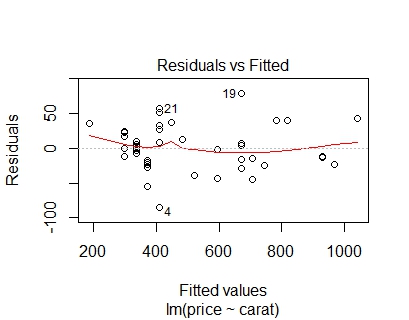 Residuals vs Fitted
19
21
50
0
-100
4
Residuals
200
400
600
800
1000
Fitted values
lm(price ~ carat)